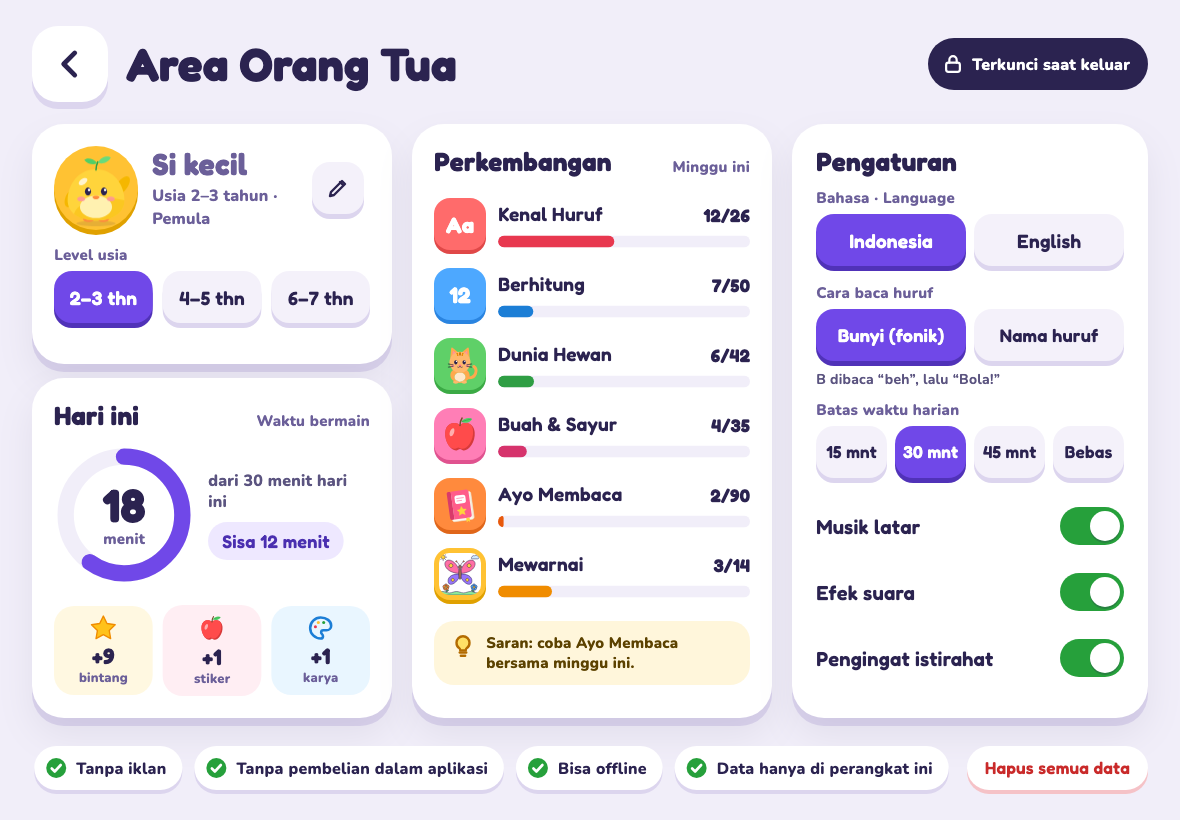 Area Orang Tua
Terkunci saat keluar
Si kecil
Usia 2–3 tahun ·
Pemula
Level usia
2–3 thn
4–5 thn
6–7 thn
Hari ini
Waktu bermain
18
menit
dari 30 menit hari
ini
Sisa 12 menit
+9
bintang
+1
stiker
+1
karya
Perkembangan
Minggu ini
Aa
Kenal Huruf
12/26
12
Berhitung
7/50
Dunia Hewan
6/42
Buah & Sayur
4/35
Ayo Membaca
2/90
Mewarnai
3/14
Saran: coba Ayo Membaca
bersama minggu ini.
Pengaturan
Bahasa · Language
Indonesia
English
Cara baca huruf
Bunyi (fonik)
Nama huruf
B dibaca “beh”, lalu “Bola!”
Batas waktu harian
15 mnt
30 mnt
45 mnt
Bebas
Musik latar
Efek suara
Pengingat istirahat
Tanpa iklan
Tanpa pembelian dalam aplikasi
Bisa offline
Data hanya di perangkat ini
Hapus semua data